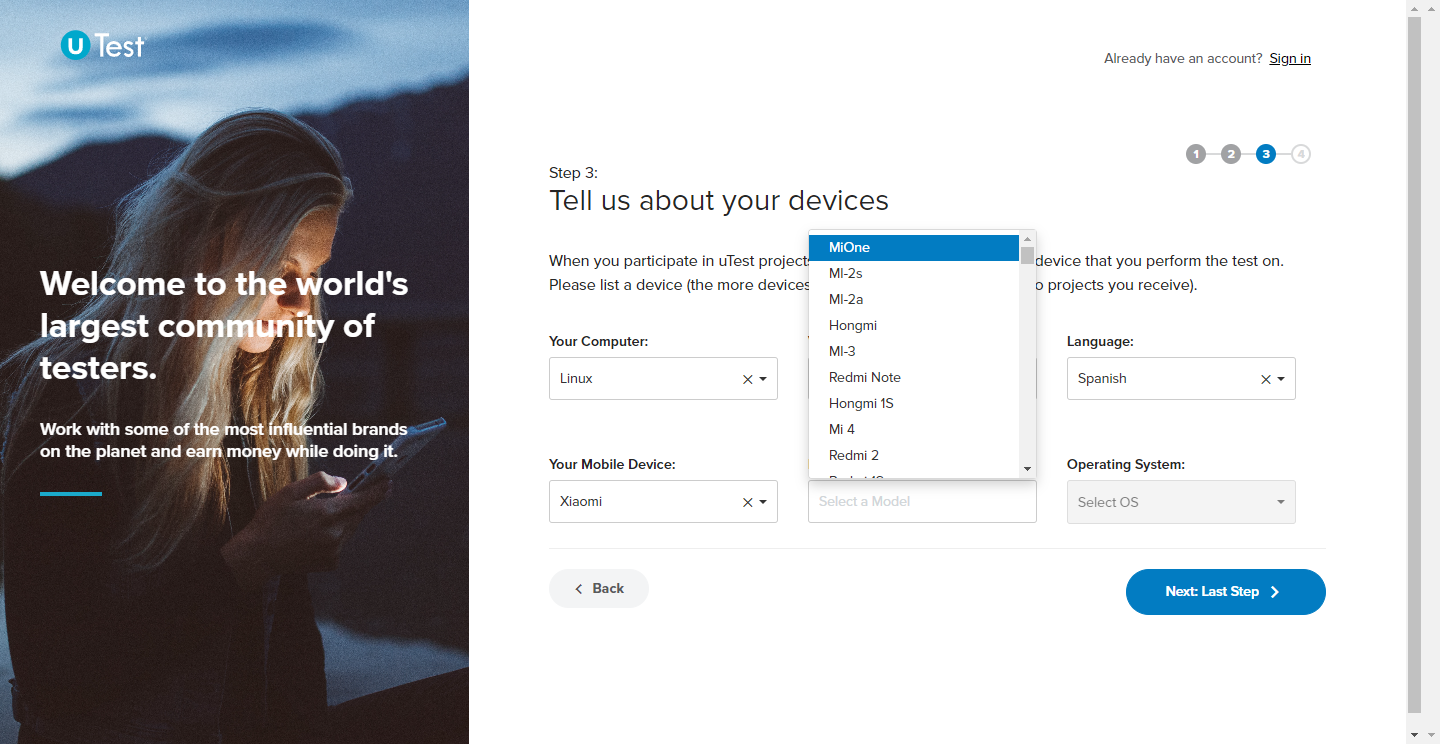 U Test
Already have an account? Sign in
1 2 3 4
Step 3:
Tell us about your devices
When you participate in uTest project
device that you perform the test on.
Please list a device (the more devices
o projects you receive).
Welcome to the world's
largest community of
testers.
Work with some of the most influential brands
on the planet and earn money while doing it.
Your Computer:
Linux
Language:
Spanish
Your Mobile Device:
Xiaomi
MiOne
MI-2s
MI-2a
Hongmi
MI-3
Redmi Note
Hongmi 1S
Mi 4
Redmi 2
Select a Model
Operating System:
Select OS
Back
Next: Last Step